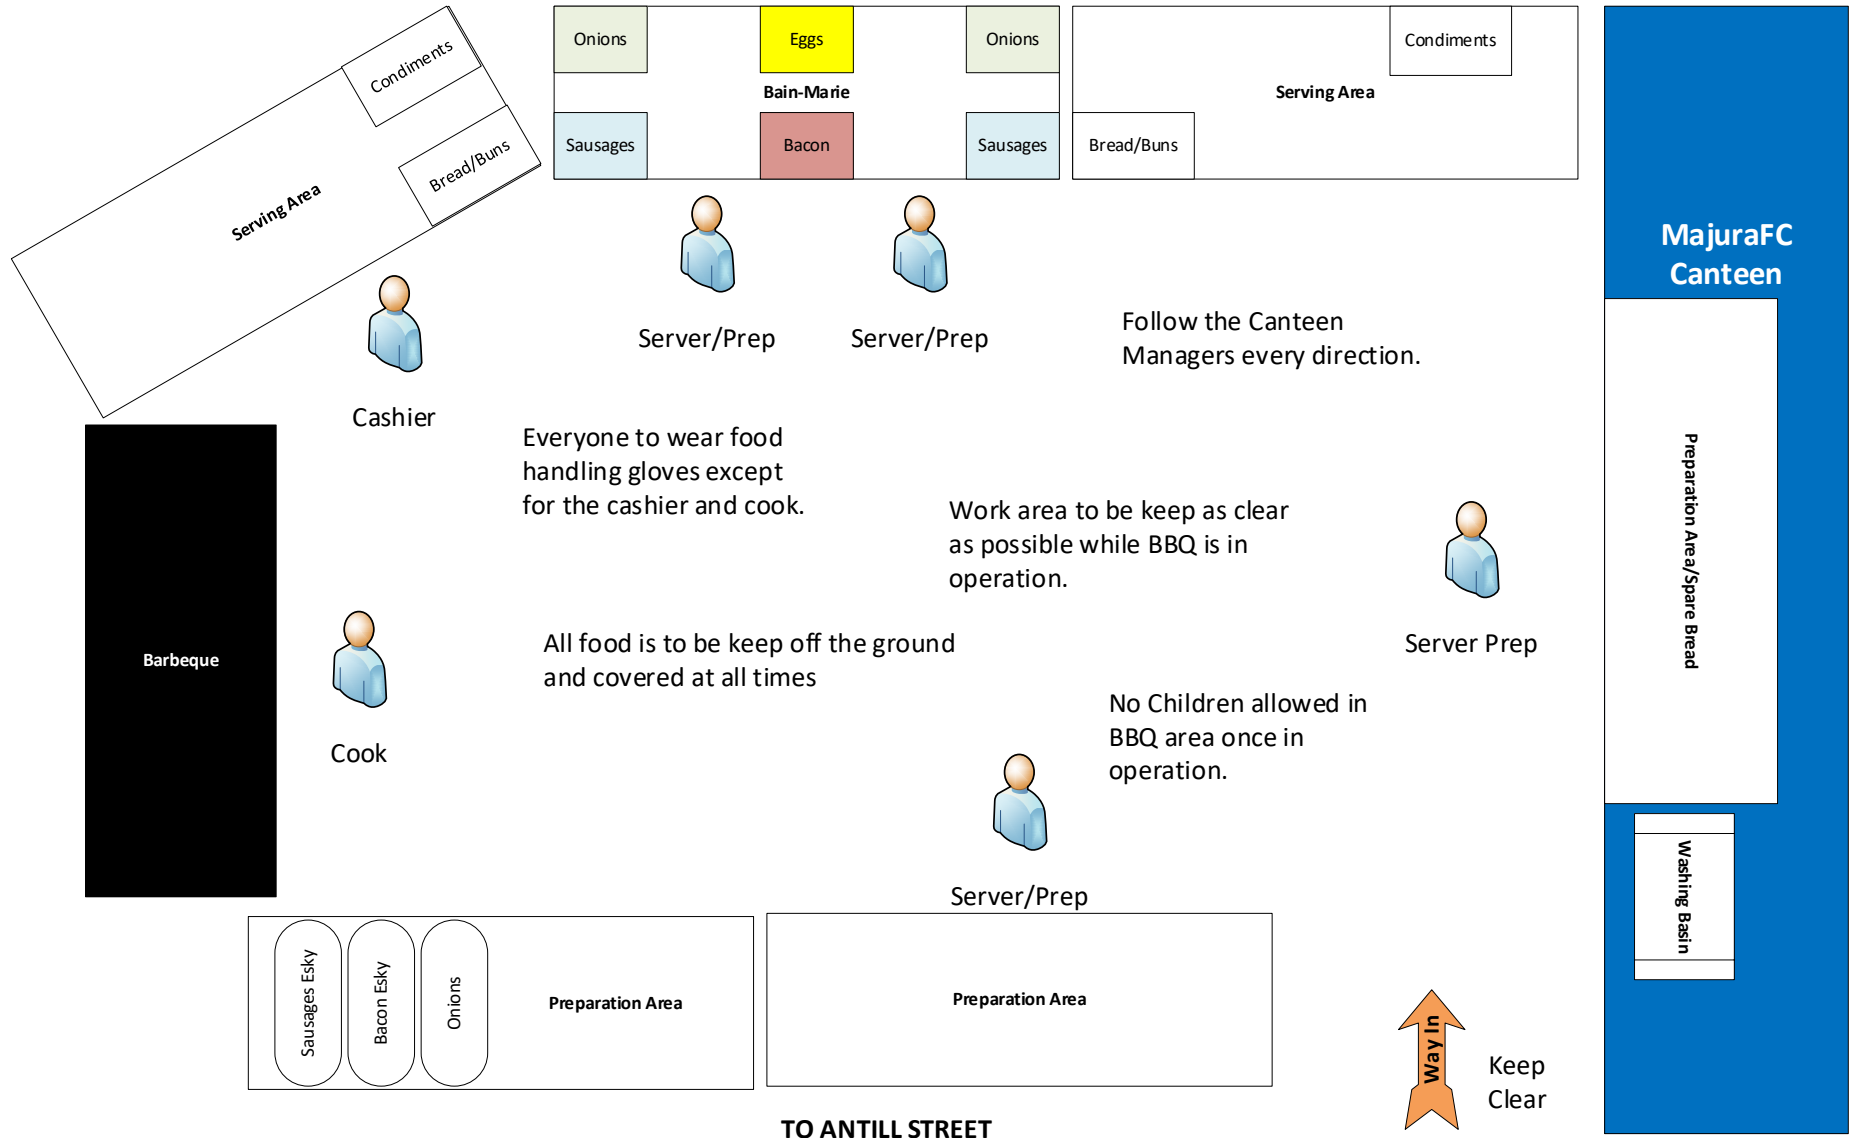 Onions
Eggs
Onions
Condiments
Condiments
Bain-Marie
Serving Area
Sausages
Bacon
Sausages
Bread/Buns
Bread/Buns
Serving Area
MajuraFC
Canteen
Server/Prep
Server/Prep
Follow the Canteen
Managers every direction.
Cashier
Everyone to wear food
handling gloves except
for the cashier and cook.
Work area to be keep as clear
as possible while BBQ is in
operation.
Preparation Area/Spare Bread
Barbeque
All food is to be keep off the ground
and covered at all times
Server Prep
No Children allowed in
BBQ area once in
operation.
Cook
Server/Prep
Washing Basin
Sausages Esky
Bacon Esky
Onions
Preparation Area
Preparation Area
Way In
Keep
Clear
TO ANTILL STREET